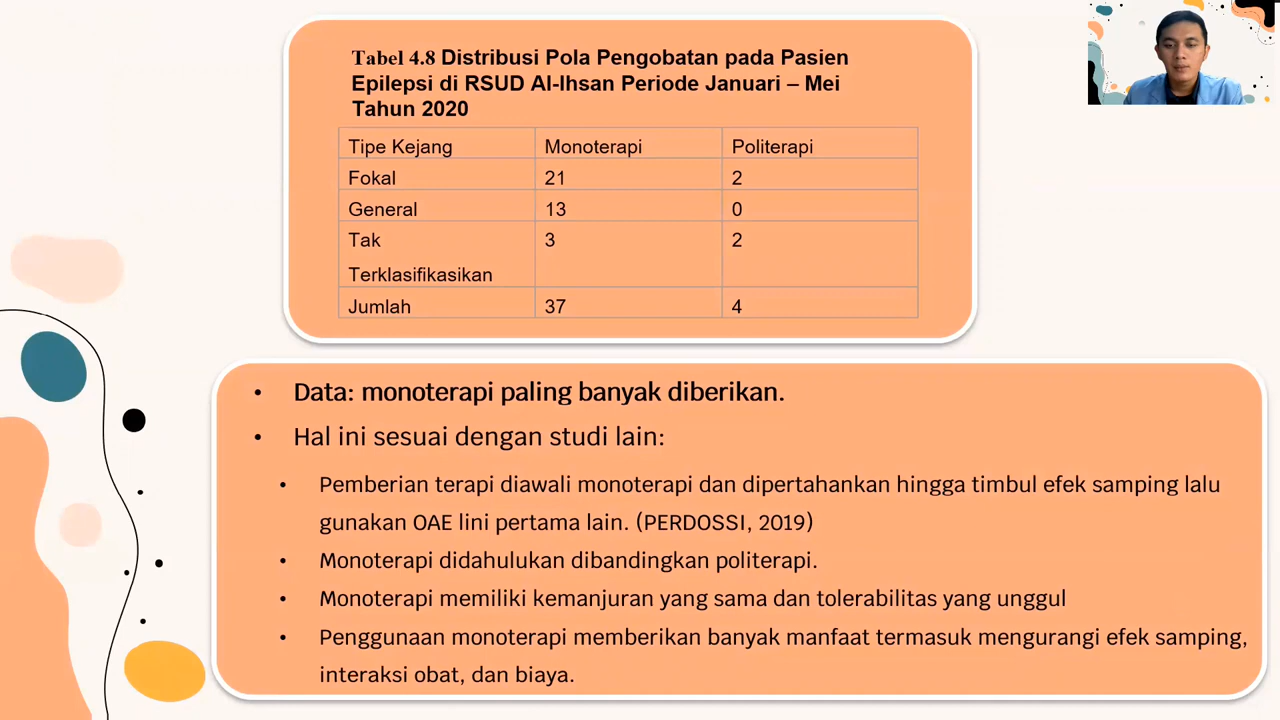 Tabel 4.8 Distribusi Pola Pengobatan pada Pasien
Epilepsi di RSUD Al-Ihsan Periode Januari – Mei
Tahun 2020
Tipe Kejang Monoterapi Politerapi
Fokal 21 2
General 13 0
Tak 3 2
Terklasifikasikan
Jumlah 37 4
• Data: monoterapi paling banyak diberikan.
• Hal ini sesuai dengan studi lain:
• Pemberian terapi diawali monoterapi dan dipertahankan hingga timbul efek samping lalu
gunakan OAE lini pertama lain. (PERDOSSI, 2019)
• Monoterapi didahulukan dibandingkan politerapi.
• Monoterapi memiliki kemanjuran yang sama dan tolerabilitas yang unggul
• Penggunaan monoterapi memberikan banyak manfaat termasuk mengurangi efek samping,
interaksi obat, dan biaya.